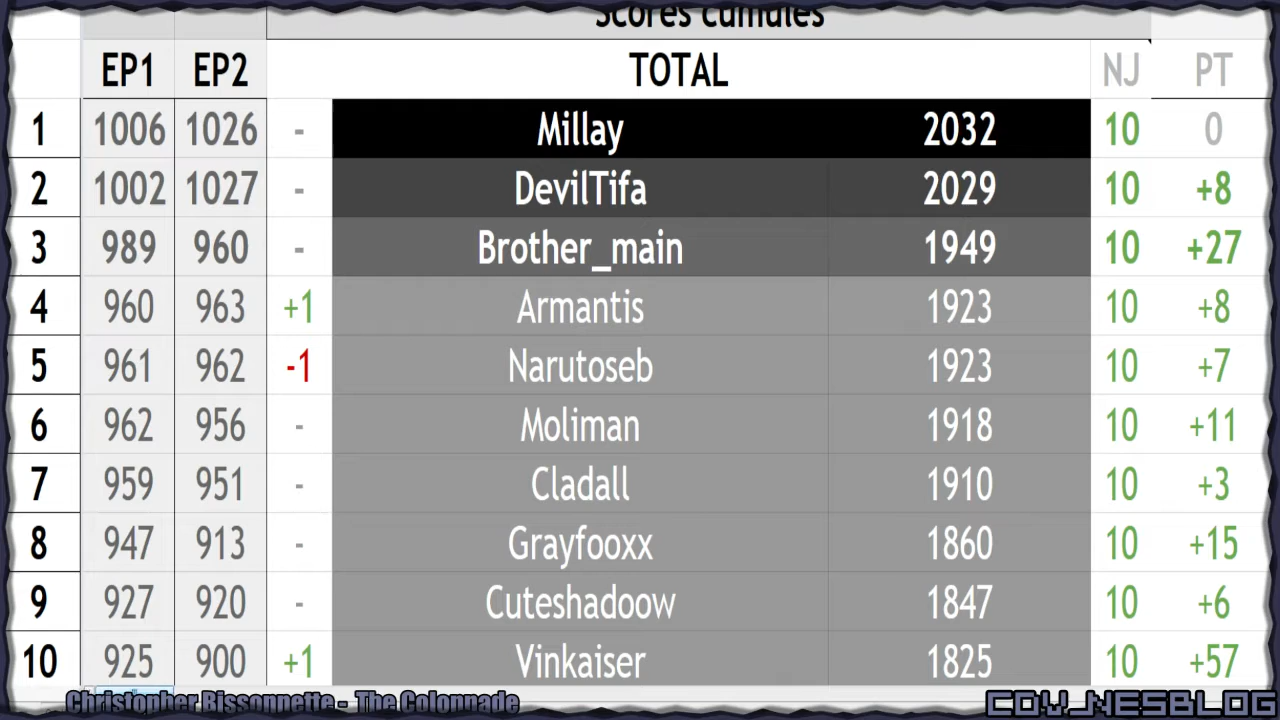 Scores cumulés
EP1 EP2 TOTAL NJ PT
1 1006 1026 - Millay 2032 10 0
2 1002 1027 - DevilTifa 2029 10 +8
3 989 960 - Brother_main 1949 10 +27
4 960 963 +1 Armantis 1923 10 +8
5 961 962 -1 Narutoseb 1923 10 +7
6 962 956 - Moliman 1918 10 +11
7 959 951 - Cladall 1910 10 +3
8 947 913 - Grayfooxx 1860 10 +15
9 927 920 - Cuteshadoow 1847 10 +6
10 925 900 +1 Vinkaiser 1825 10 +57
Christopher Bissonnette - The Colonnade
COV_NESBLOG